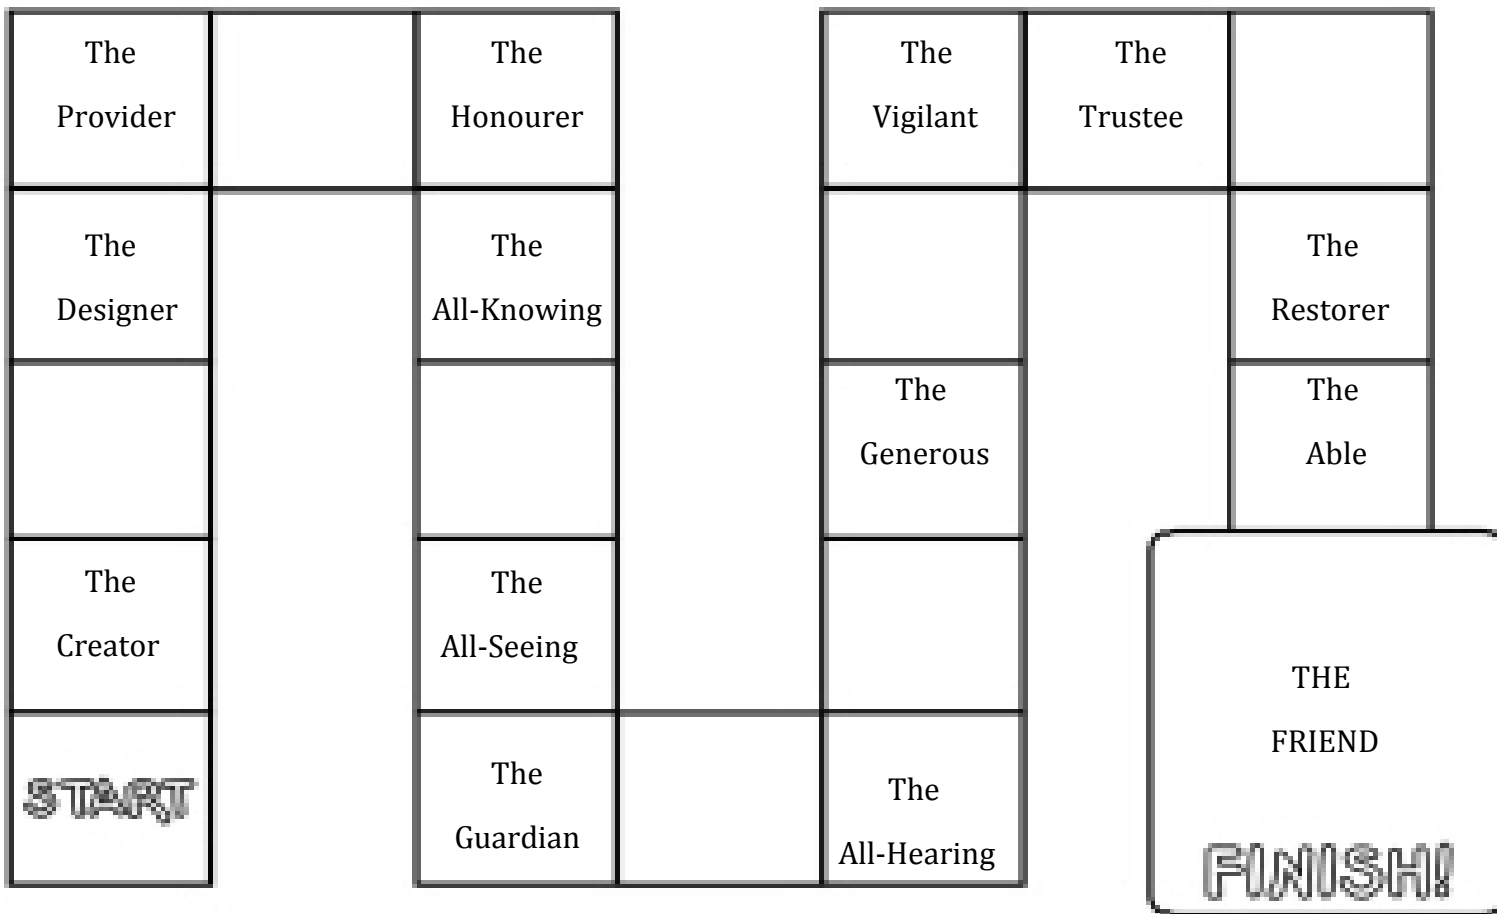 The
Provider
The
Honourer
The
Vigilant
The
Trustee
The
Designer
The
All-Knowing
The
Restorer
The
Generous
The
Able
The
Creator
The
All-Seeing
THE
FRIEND
START
The
Guardian
The
All-Hearing
FINISH!